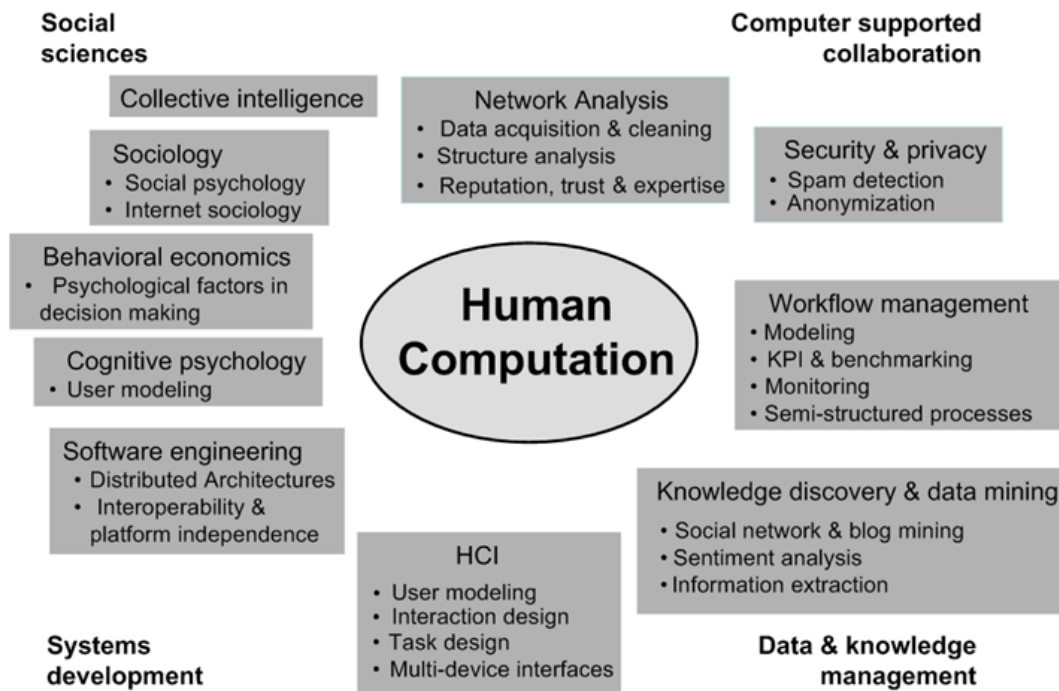 Social
sciences
Computer supported
collaboration
Collective intelligence
Network Analysis
• Data acquisition & cleaning
• Structure analysis
• Reputation, trust & expertise
Sociology
• Social psychology
• Internet sociology
Security & privacy
• Spam detection
• Anonymization
Behavioral economics
• Psychological factors in
decision making
Human
Computation
Workflow management
• Modeling
• KPI & benchmarking
• Monitoring
• Semi-structured processes
Cognitive psychology
• User modeling
Software engineering
• Distributed Architectures
• Interoperability &
platform independence
Knowledge discovery & data mining
• Social network & blog mining
• Sentiment analysis
• Information extraction
HCI
• User modeling
• Interaction design
• Task design
• Multi-device interfaces
Systems
development
Data & knowledge
management